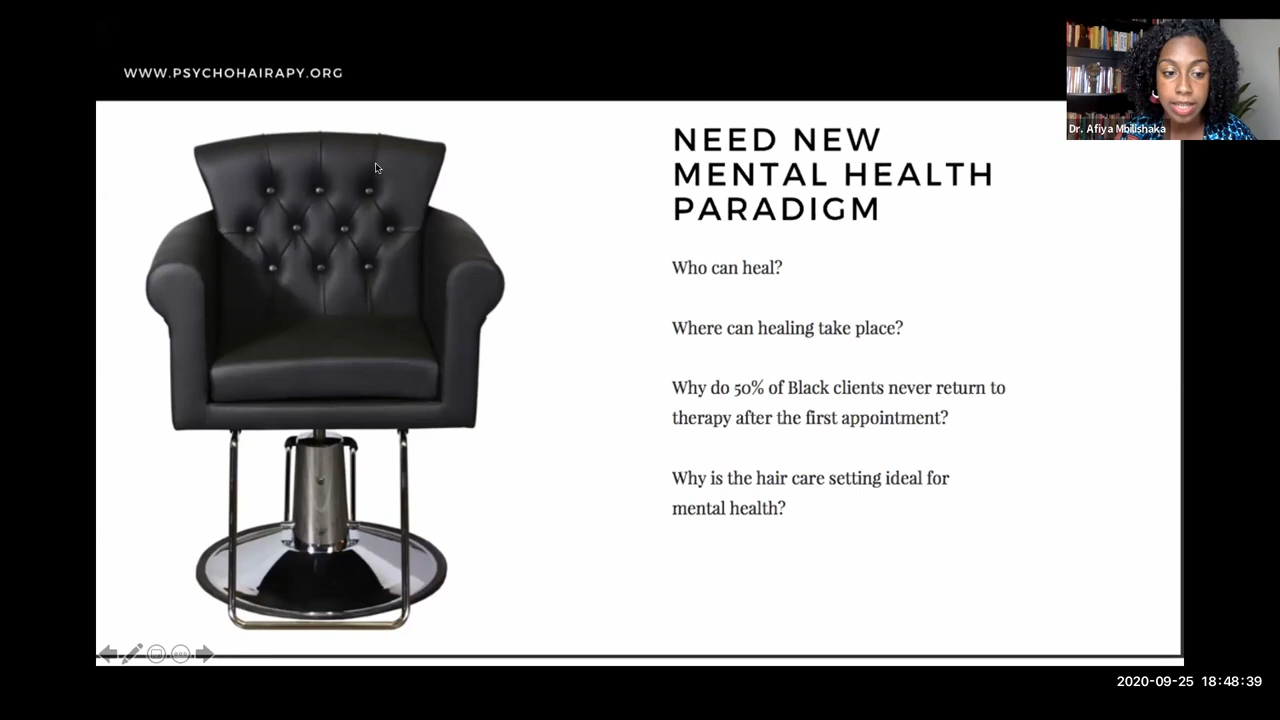 WWW.PSYCHOHAIRAPY.ORG
Dr. Afiya Mbilishaka
NEED NEW
MENTAL HEALTH
PARADIGM
Who can heal?
Where can healing take place?
Why do 50% of Black clients never return to
therapy after the first appointment?
Why is the hair care setting ideal for
mental health?
2020-09-25 18:48:39